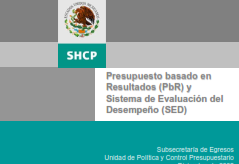 SHCP
Presupuesto basado en
Resultados (PbR) y
Sistema de Evaluación del
Desempeño (SED)
Subsecretaría de Egresos
Unidad de Política y Control Presupuestario